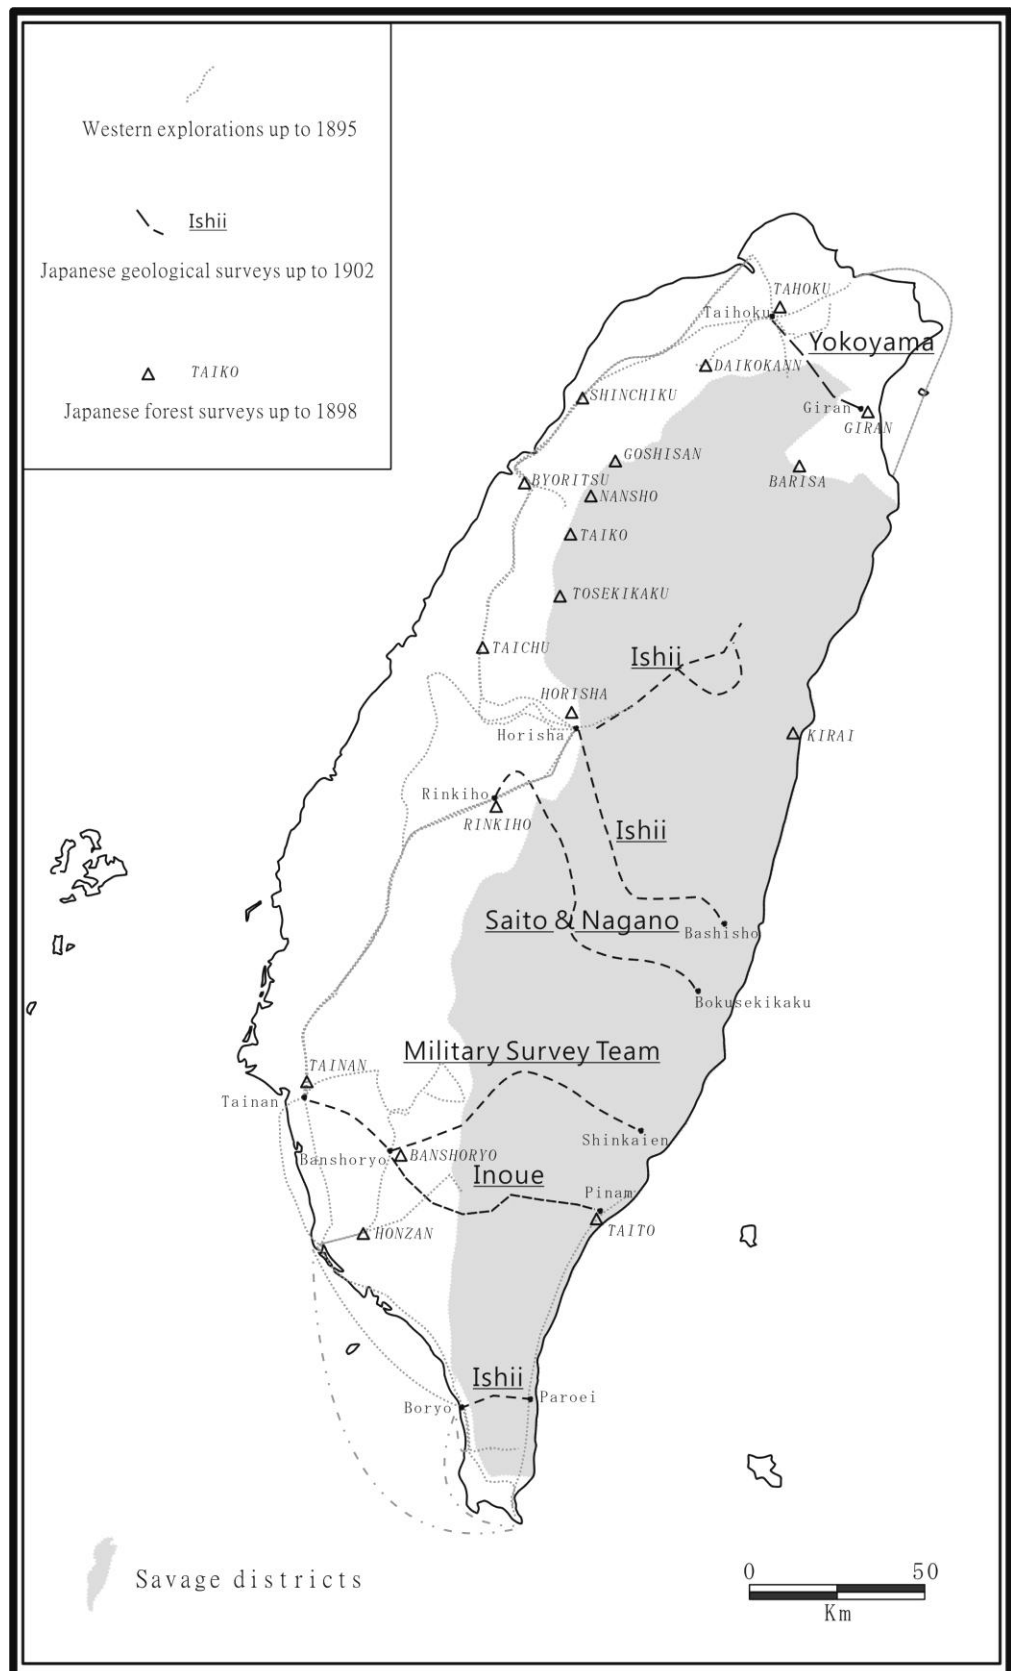 Western explorations up to 1895
Ishii
Japanese geological surveys up to 1902
TAIKO
Japanese forest surveys up to 1898
TAHOKU
Taihoku
Yokoyama
DAIKOKANN
SHINCHIKU
Giran
GIRAN
GOSHISAN
BARISA
BYORITSU
NANSHO
TAIKO
TOSEKIKAKU
TAICHU
Ishii
HORISHA
Horisha
KIRAI
Rinkiho
RINKIHO
Ishii
Saito & Nagano
Bashisho
Bokusekikaku
Military Survey Team
TAINAN
Tainan
Shinkaien
Banshoryo
BANSHORYO
Inoue
Pinam
TAITO
HONZAN
Ishii
Boryo
Paroei
Savage districts
0 50
Km